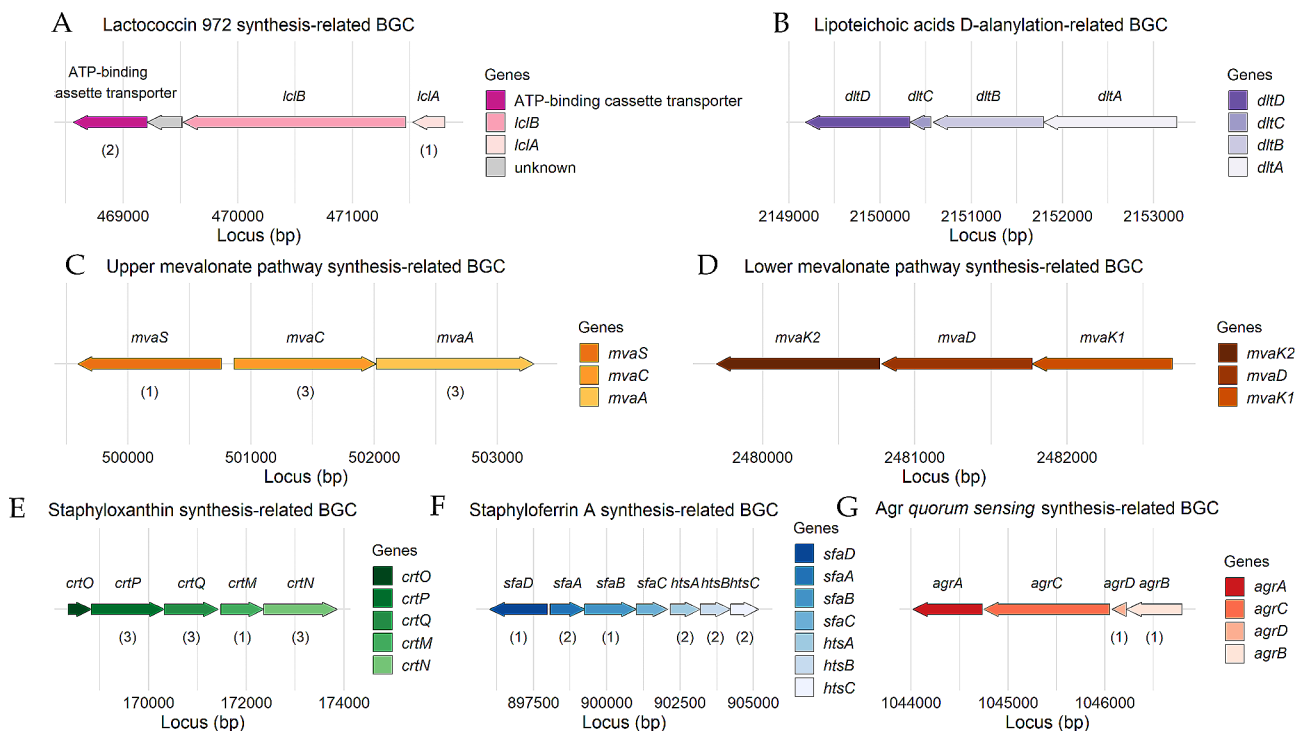 A Lactococcin 972 synthesis-related BGC
ATP-binding
assette transporter
lclB
lclA
(2)
(1)
469000 470000 471000
Locus (bp)
Genes
ATP-binding cassette transporter
lclB
lclA
unknown
B Lipoteichoic acids D-alanylation-related BGC
dltD dltC dltB dltA
2149000 2150000 2151000 2152000 2153000
Locus (bp)
Genes
dltD
dltC
dltB
dltA
C Upper mevalonate pathway synthesis-related BGC
mvaS mvaC mvaA
(1) (3) (3)
500000 501000 502000 503000
Locus (bp)
Genes
mvaS
mvaC
mvaA
D Lower mevalonate pathway synthesis-related BGC
mvaK2 mvaD mvaK1
2480000 2481000 2482000
Locus (bp)
Genes
mvaK2
mvaD
mvaK1
E Staphyloxanthin synthesis-related BGC
crtO crtP crtQ crtM crtN
(3) (3) (1) (3)
170000 172000 174000
Locus (bp)
Genes
crtO
crtP
crtQ
crtM
crtN
F Staphyloferrin A synthesis-related BGC
sfaD sfaA sfaB sfaC htsA htsB htsC
(1) (2) (1) (2) (2) (2)
897500 900000 902500 905000
Locus (bp)
Genes
sfaD
sfaA
sfaB
sfaC
htsA
htsB
htsC
G Agr quorum sensing synthesis-related BGC
agrA agrC agrD agrB
(1) (1)
1044000 1045000 1046000
Locus (bp)
Genes
agrA
agrC
agrD
agrB